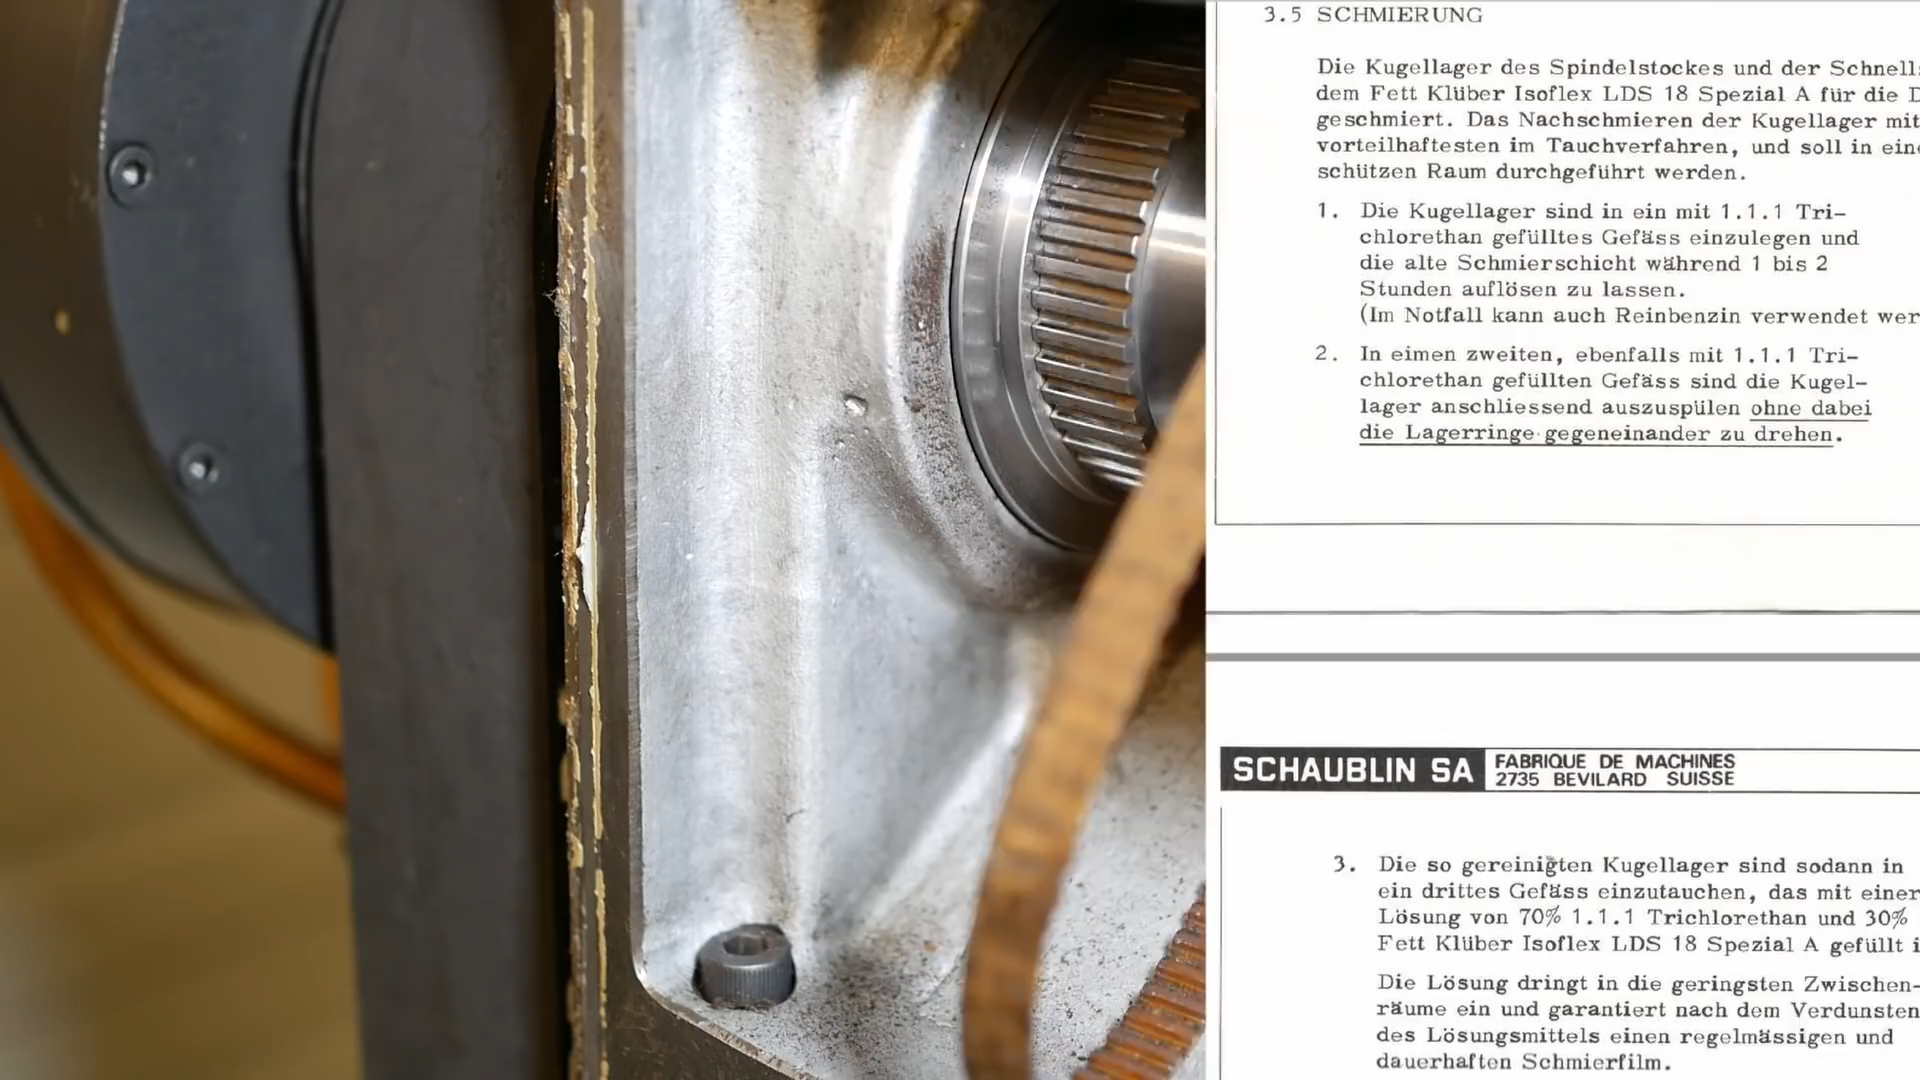 3.5 SCHMIERUNG
Die Kugellager des Spindelstockes und der
dem Fett Klüber Isoflex LDS 18 Spezial A für die
geschmiert. Das Nachschmieren der Kugellager mit
vorteilhaftesten im Tauchverfahren, und soll in
schützen Raum durchgeführt werden.
1. Die Kugellager sind in ein mit 1.1.1 Tri-
chlorethan gefülltes Gefäss einzulegen und
die alte Schmierschicht während 1 bis 2
Stunden auflösen zu lassen.
(Im Notfall kann auch Reinbenzin verwendet
2. In eimen zweiten, ebenfalls mit 1.1.1 Tri-
chlorethan gefüllten Gefäss sind die Kugel-
lager anschliessend auszuspülen ohne dabei
die Lagerringe gegeneinander zu drehen.
SCHAUBLIN SA
FABRIQUE DE MACHINES
2735 BEVILARD SUISSE
3. Die so gereinigten Kugellager sind sodann in
ein drittes Gefäss einzutauchen, das mit einer
Lösung von 70% 1.1.1 Trichlorethan und 30%
Fett Klüber Isoflex LDS 18 Spezial A gefüllt
Die Lösung dringt in die geringsten Zwischen-
räume ein und garantiert nach dem Verdunsten
des Lösungsmittels einen regelmässigen und
dauerhaften Schmierfilm.